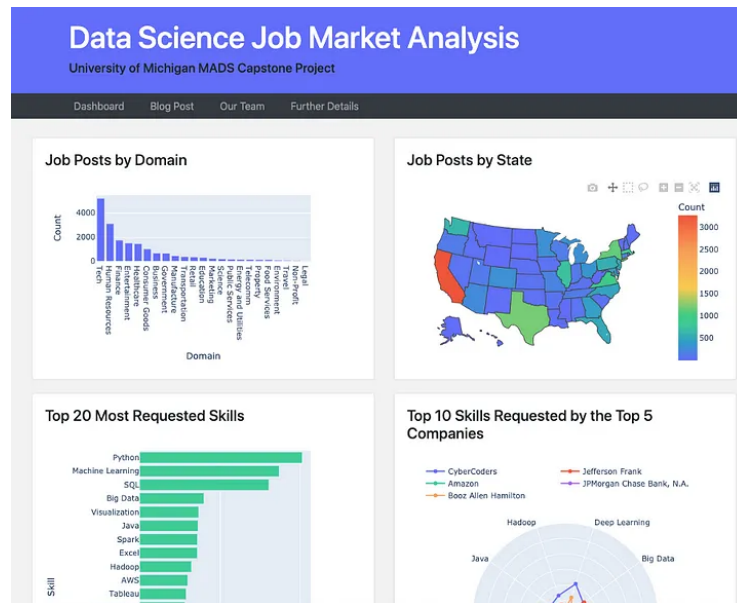 Data Science Job Market Analysis
University of Michigan MADS Capstone Project
Dashboard Blog Post Our Team Further Details
Job Posts by Domain
Count
4000
2000
0
Tech
Human Resources
Finance
Entertainment
Healthcare
Consumer Goods
Business
Government
Manufacture
Transportation
Retail
Education
Marketing
Science
Public Services
Energy and Utilities
Telecomm
Property
Food Services
Environment
Travel
Non-Profit
Legal
Domain
Job Posts by State
Count
3000
2500
2000
1500
1000
500
Top 20 Most Requested Skills
Python
Machine Learning
SQL
Big Data
Visualization
Java
Spark
Excel
Hadoop
AWS
Tableau
Skill
Top 10 Skills Requested by the Top 5
Companies
CyberCoders Jefferson Frank
Amazon JPMorgan Chase Bank, N.A.
Booz Allen Hamilton
Hadoop Deep Learning
Java Big Data